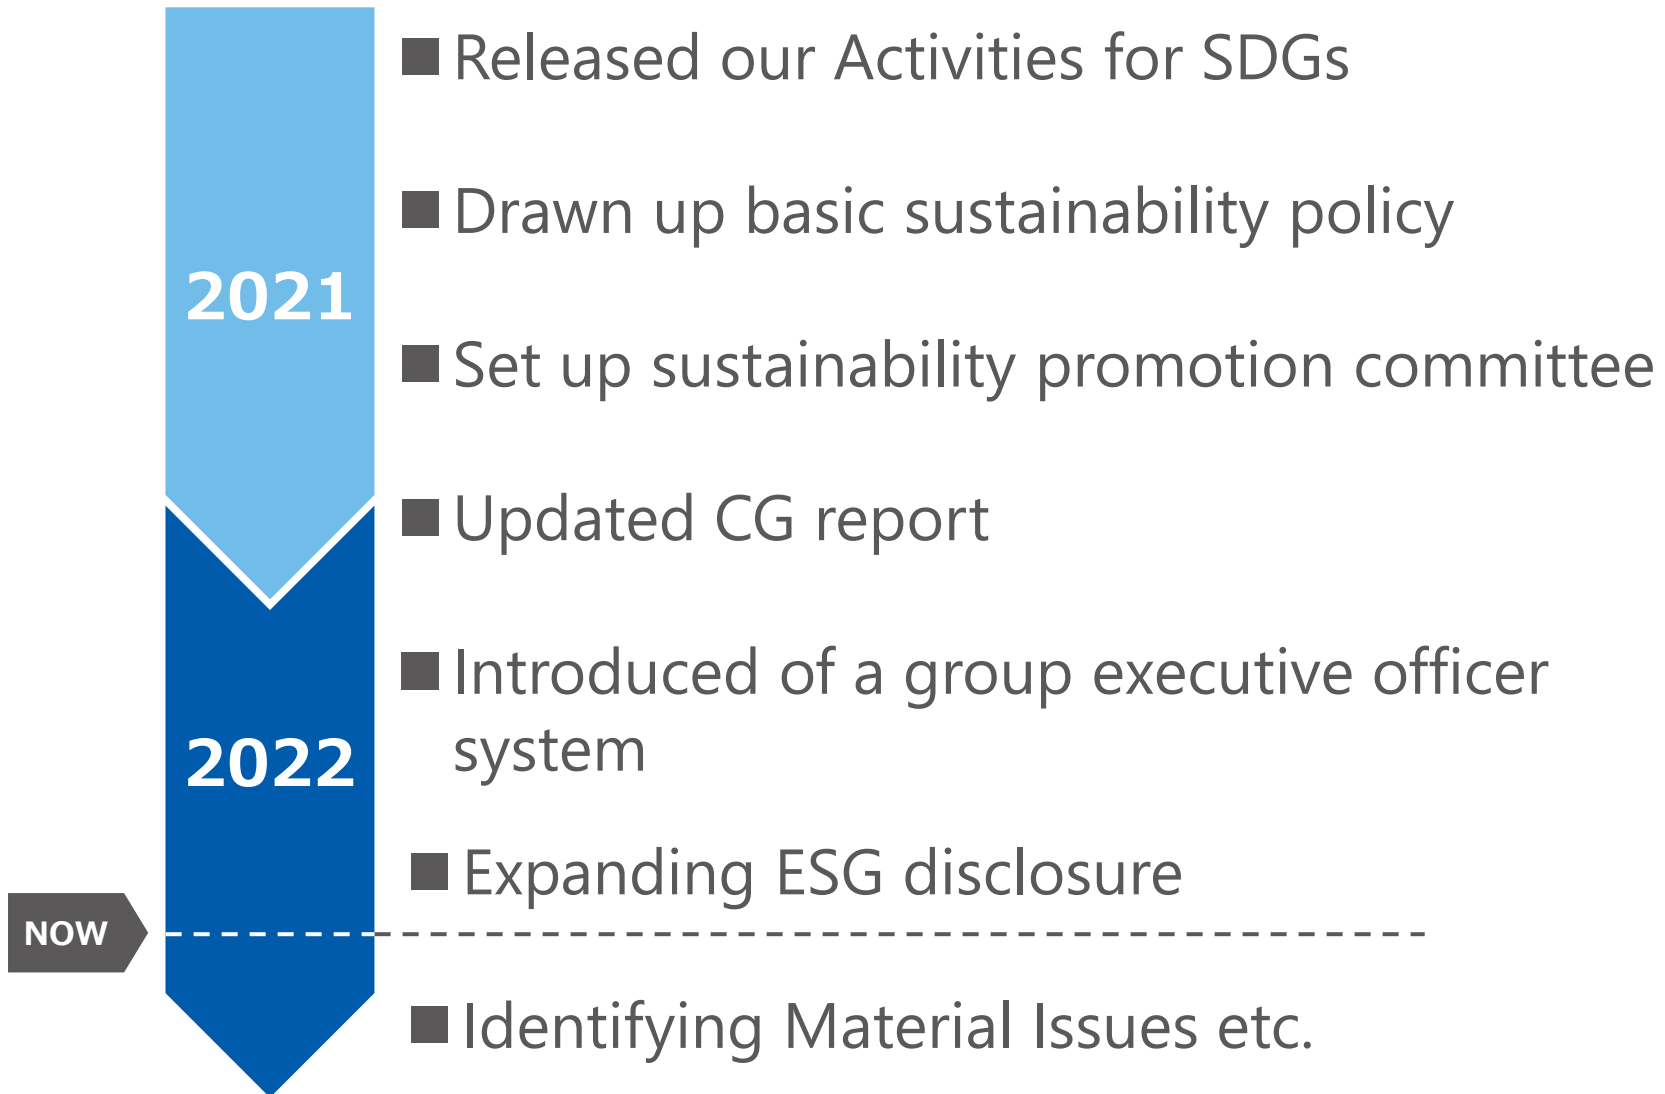 ■ Released our Activities for SDGs
■ Drawn up basic sustainability policy
2021
■ Set up sustainability promotion committee
■ Updated CG report
■ Introduced of a group executive officer
system
2022
■ Expanding ESG disclosure
NOW
■ Identifying Material Issues etc.